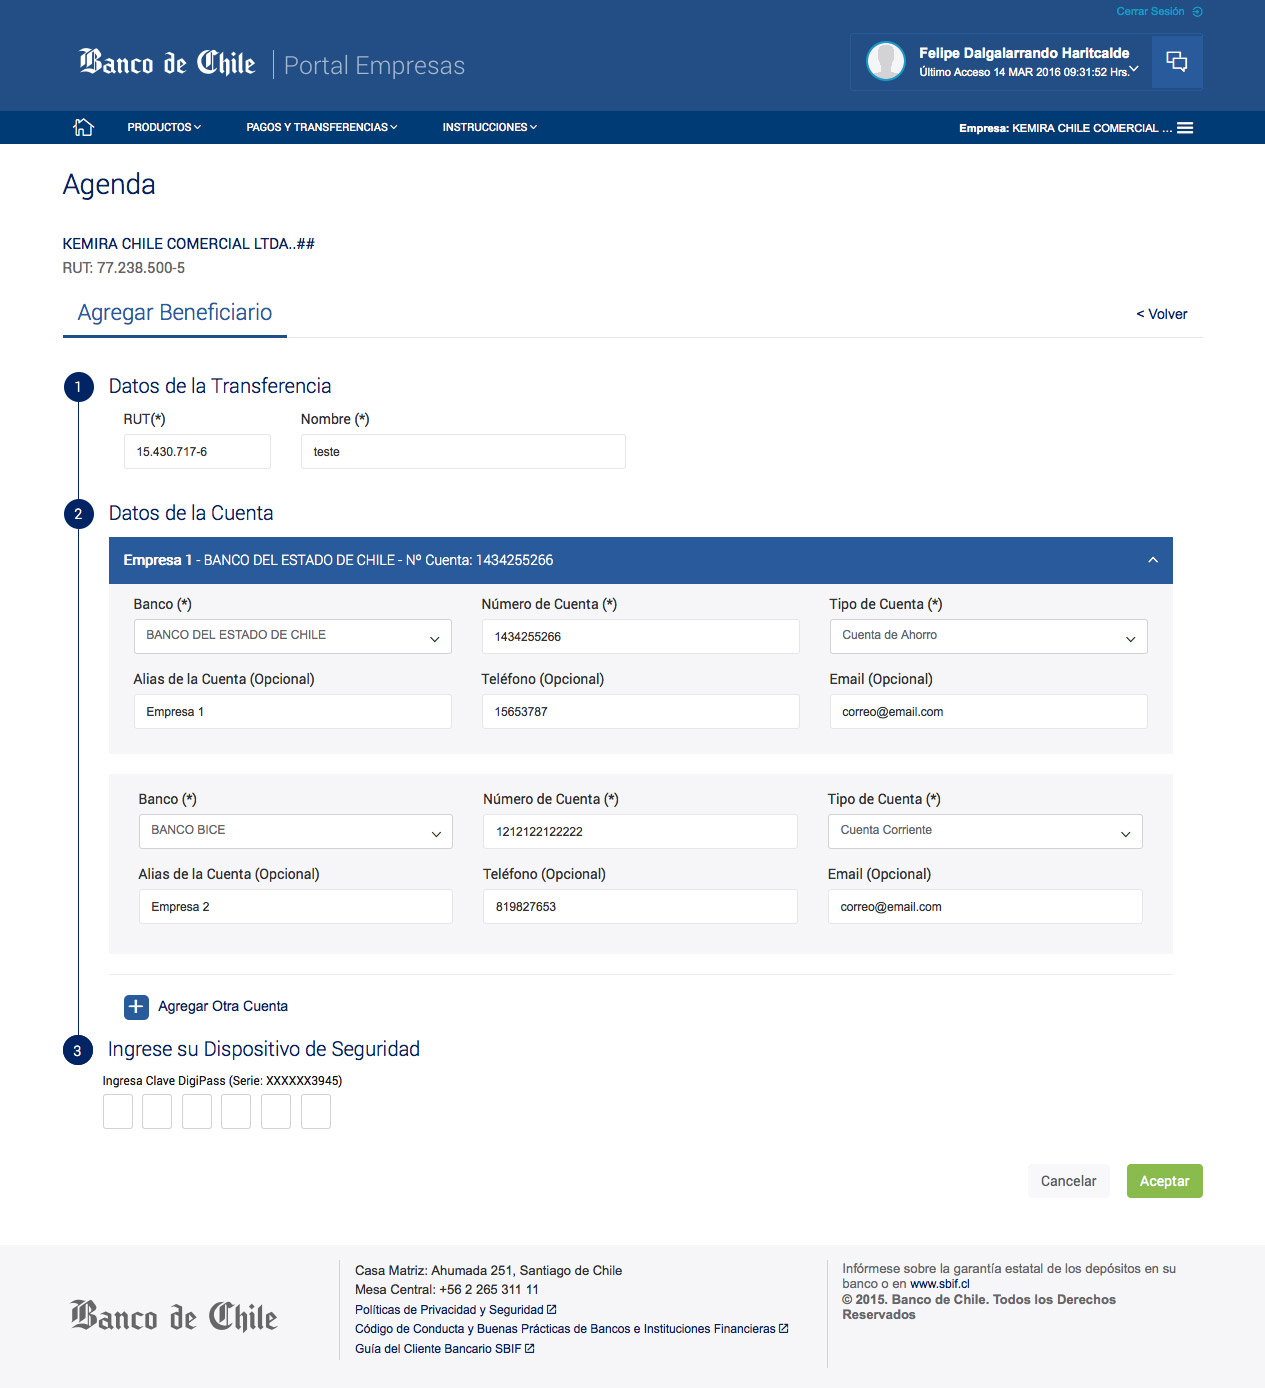 Cerrar Sesión
Banco de Chile | Portal Empresas
Felipe Dalgalarrando Haritcalde
Último Acceso 14 MAR 2016 09:31:52 Hrs.
PRODUCTOS
PAGOS Y TRANSFERENCIAS
INSTRUCCIONES
Empresa: KEMIRA CHILE COMERCIAL ...
Agenda
KEMIRA CHILE COMERCIAL LTDA..##
RUT: 77.238.500-5
Agregar Beneficiario
< Volver
1 Datos de la Transferencia
RUT(*) Nombre (*)
15.430.717-6 teste
2 Datos de la Cuenta
Empresa 1 - BANCO DEL ESTADO DE CHILE - Nº Cuenta: 1434255266
Banco (*) Número de Cuenta (*) Tipo de Cuenta (*)
BANCO DEL ESTADO DE CHILE 1434255266 Cuenta de Ahorro
Alias de la Cuenta (Opcional) Teléfono (Opcional) Email (Opcional)
Empresa 1 15653787 correo@email.com
Banco (*) Número de Cuenta (*) Tipo de Cuenta (*)
BANCO BICE 1212122122222 Cuenta Corriente
Alias de la Cuenta (Opcional) Teléfono (Opcional) Email (Opcional)
Empresa 2 819827653 correo@email.com
+ Agregar Otra Cuenta
3 Ingrese su Dispositivo de Seguridad
Ingresa Clave DigiPass (Serie: XXXXXX3945)
Cancelar Aceptar
Banco de Chile
Casa Matriz: Ahumada 251, Santiago de Chile
Mesa Central: +56 2 265 311 11
Políticas de Privacidad y Seguridad
Código de Conducta y Buenas Prácticas de Bancos e Instituciones Financieras
Guía del Cliente Bancario SBIF
Infórmese sobre la garantía estatal de los depósitos en su
banco o en www.sbif.cl
© 2015. Banco de Chile. Todos los Derechos
Reservados